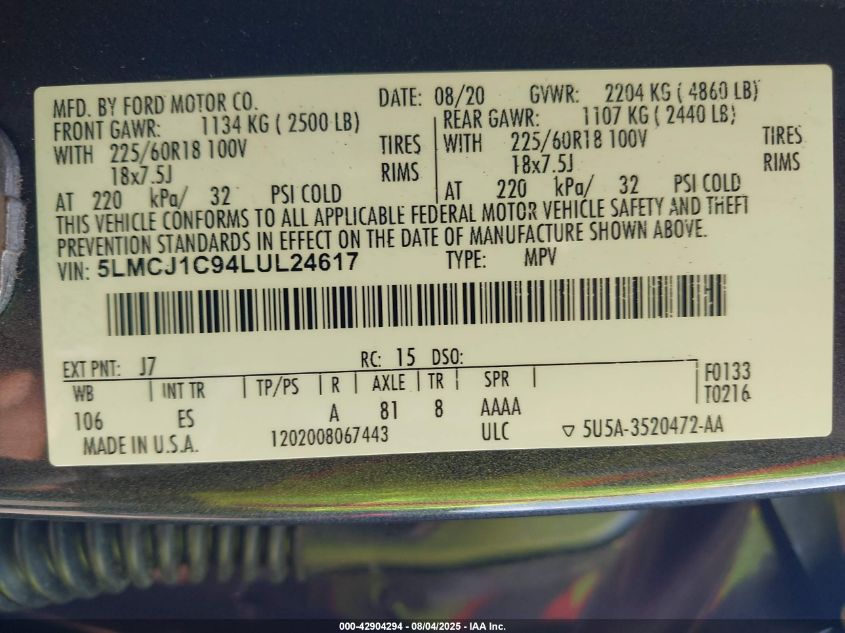 MFD. BY FORD MOTOR CO. DATE: 08/20 GVWR: 2204 KG ( 4860 LB)
FRONT GAWR: 1134 KG ( 2500 LB) REAR GAWR: 1107 KG ( 2440 LB)
WITH 225/60R18 100V TIRES WITH 225/60R18 100V TIRES
18x7.5J RIMS 18x7.5J RIMS
AT 220 kPa/ 32 PSI COLD AT 220 kPa/ 32 PSI COLD
THIS VEHICLE CONFORMS TO ALL APPLICABLE FEDERAL MOTOR VEHICLE SAFETY AND THEFT
PREVENTION STANDARDS IN EFFECT ON THE DATE OF MANUFACTURE SHOWN ABOVE.
VIN: 5LMCJ1C94LUL24617 TYPE: MPV
EXT PNT: J7 RC: 15 DSO:
WB INT TR TP/PS R AXLE TR SPR F0133
106 ES A 81 8 AAAA T0216
MADE IN U.S.A. 1202008067443 ULC ▽ 5U5A-3520472-AA
000-42904294 - 08/04/2025 - IAA Inc.